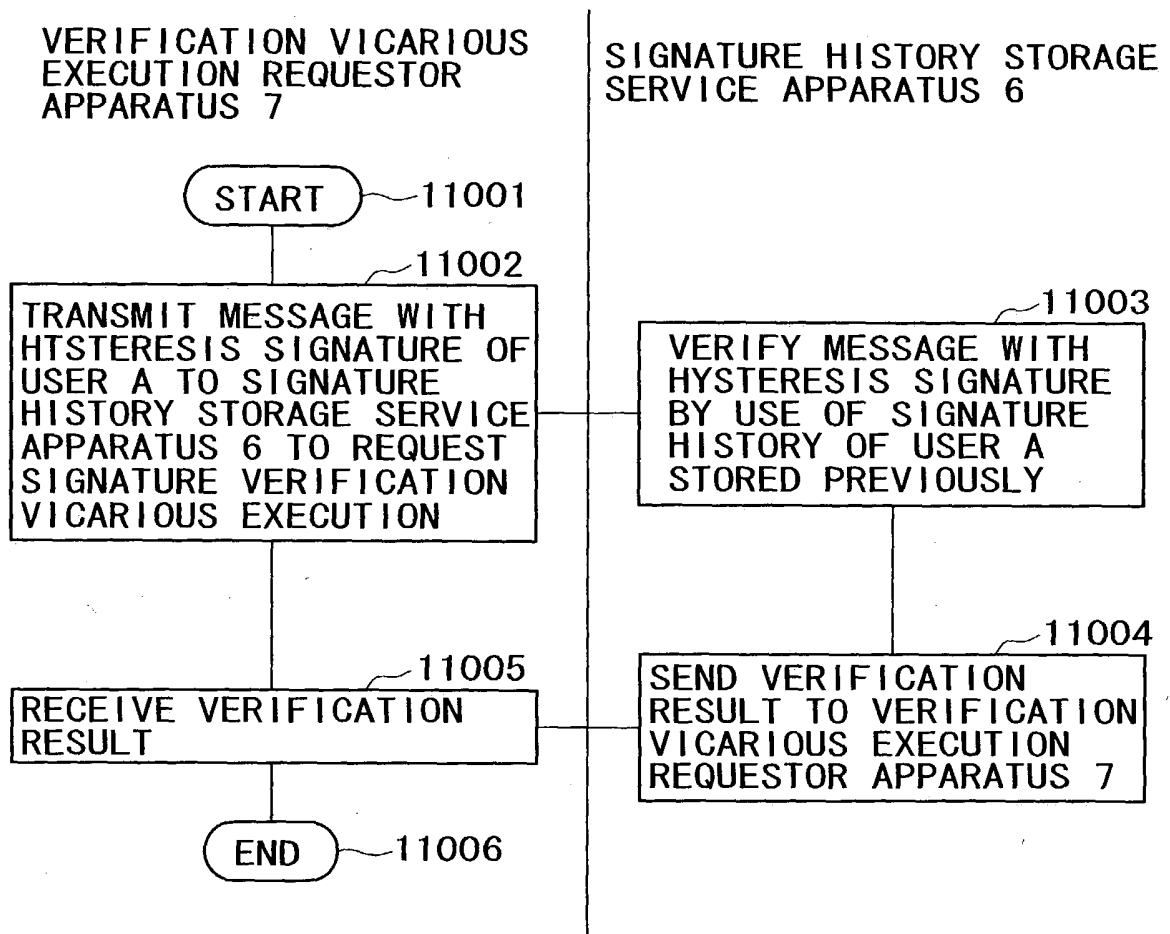 VERIFICATION VICARIOUS
EXECUTION REQUESTOR
APPARATUS 7
SIGNATURE HISTORY STORAGE
SERVICE APPARATUS 6
START
11001
11002
TRANSMIT MESSAGE WITH
HTSTERESIS SIGNATURE OF
USER A TO SIGNATURE
HISTORY STORAGE SERVICE
APPARATUS 6 TO REQUEST
SIGNATURE VERIFICATION
VICARIOUS EXECUTION
11003
VERIFY MESSAGE WITH
HYSTERESIS SIGNATURE
BY USE OF SIGNATURE
HISTORY OF USER A
STORED PREVIOUSLY
11004
SEND VERIFICATION
RESULT TO VERIFICATION
VICARIOUS EXECUTION
REQUESTOR APPARATUS 7
11005
RECEIVE VERIFICATION
RESULT
END
11006